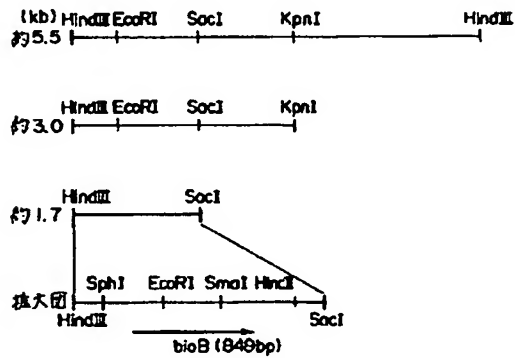 (kb)
HindIII EcoRI SacI KpnI HindIII
約5.5
HindIII EcoRI SacI KpnI
約3.0
HindIII SacI
約1.7
SphI EcoRI SmaI HincII
拡大図
HindIII SacI
bioB (849bp)